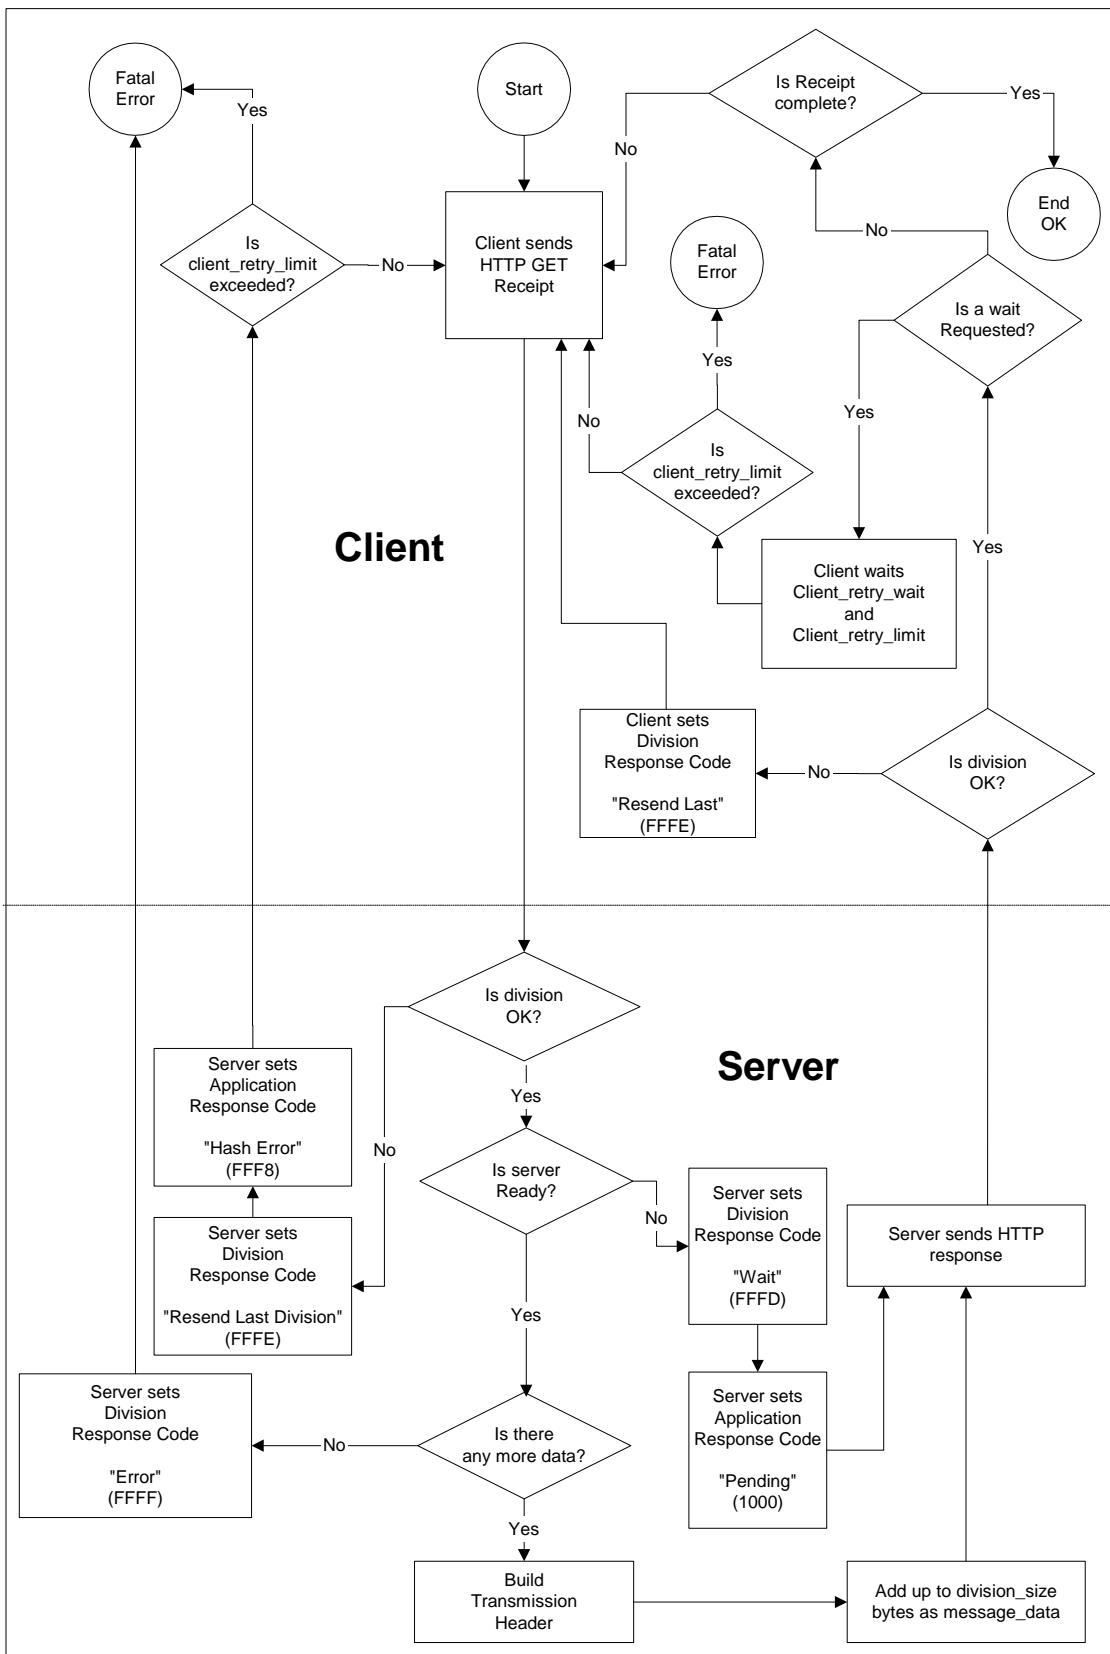 Fatal
Error
Start
Is Receipt
complete?
Yes
Yes
No
No
End
OK
Client sends
HTTP GET
Receipt
Is
client_retry_limit
exceeded?
No
Fatal
Error
No
Is a wait
Requested?
Yes
Yes
No
Is
client_retry_limit
exceeded?
Client
Yes
Client waits
Client_retry_wait
and
Client_retry_limit
Client sets
Division
Response Code
"Resend Last"
(FFFE)
No
Is division
OK?
Is division
OK?
Server
Server sets
Application
Response Code
"Hash Error"
(FFF8)
Yes
No
Is server
Ready?
No
Server sets
Division
Response Code
"Wait"
(FFFD)
Server sends HTTP
response
Server sets
Division
Response Code
"Resend Last Division"
(FFFE)
Yes
Server sets
Division
Response Code
"Error"
(FFFF)
No
Is there
any more data?
Server sets
Application
Response Code
"Pending"
(1000)
Yes
Build
Transmission
Header
Add up to division_size
bytes as message_data